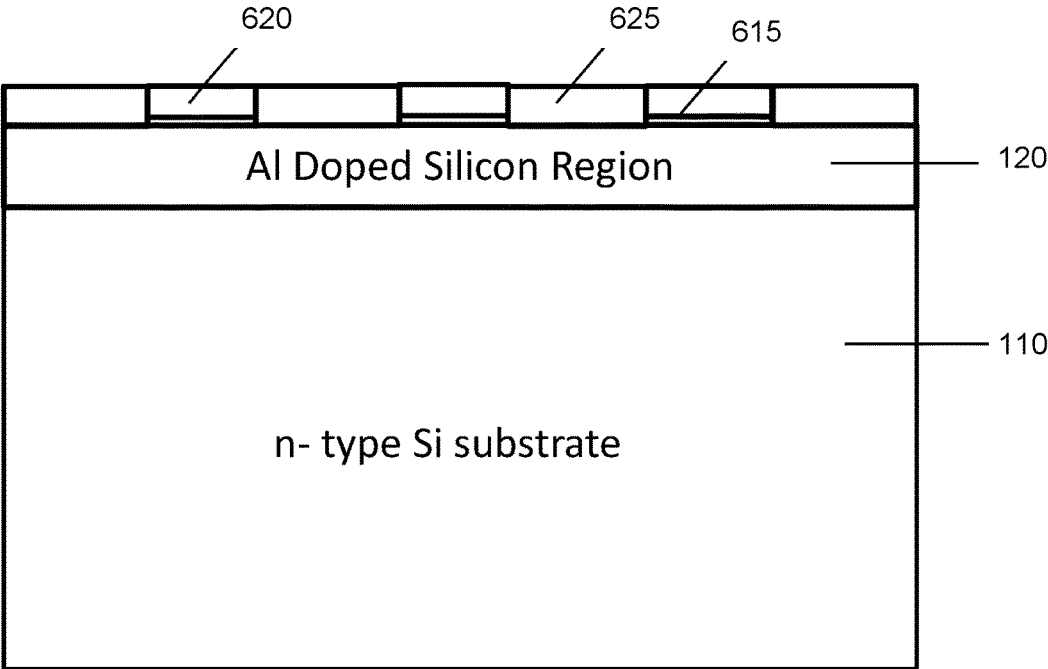 620
625
615
Al Doped Silicon Region
120
110
n- type Si substrate